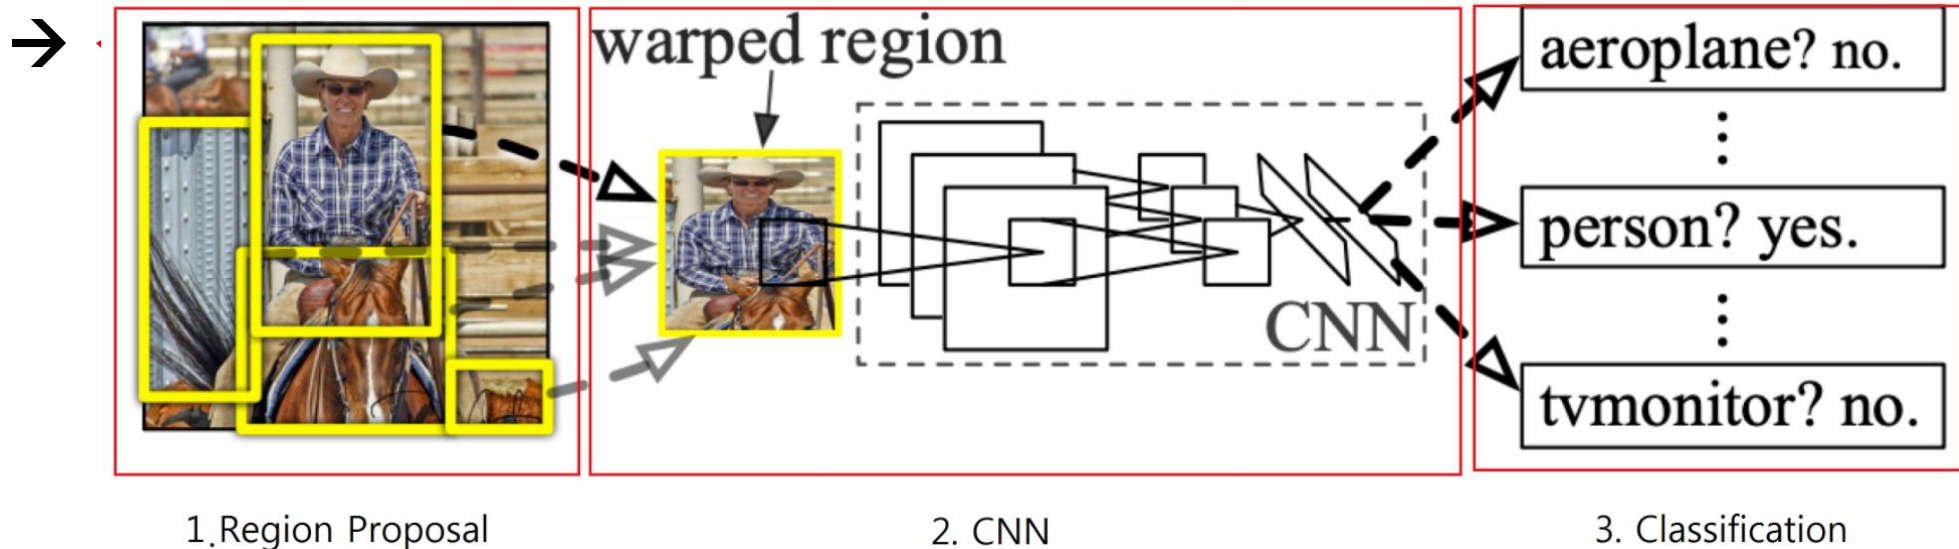 warped region
CNN
aeroplane? no.
person? yes.
tvmonitor? no.
1.Region Proposal
2. CNN
3. Classification